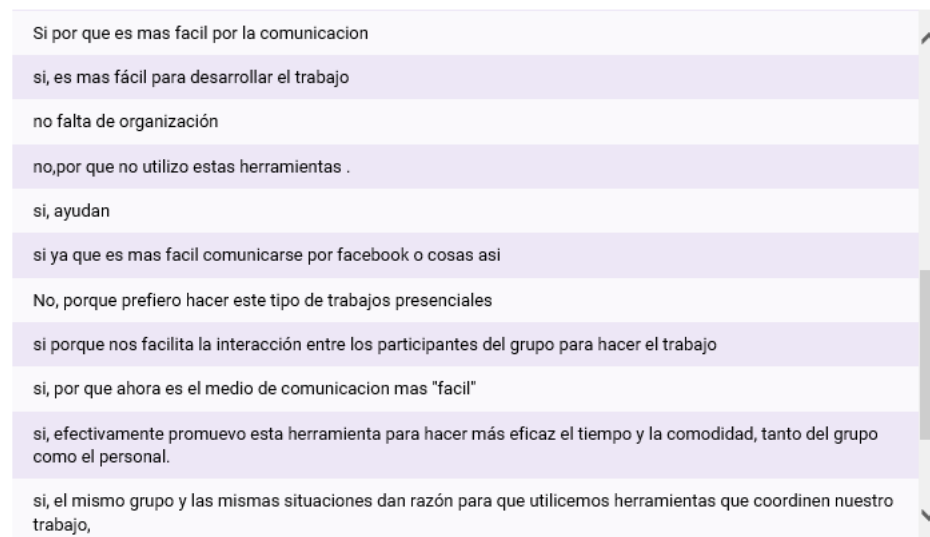 Si por que es mas facil por la comunicacion
si, es mas fácil para desarrollar el trabajo
no falta de organización
no,por que no utilizo estas herramientas .
si, ayudan
si ya que es mas facil comunicarse por facebook o cosas asi
No, porque prefiero hacer este tipo de trabajos presenciales
si porque nos facilita la interacción entre los participantes del grupo para hacer el trabajo
si, por que ahora es el medio de comunicacion mas "facil"
si, efectivamente promuevo esta herramienta para hacer más eficaz el tiempo y la comodidad, tanto del grupo
como el personal.
si, el mismo grupo y las mismas situaciones dan razón para que utilicemos herramientas que coordinen nuestro
trabajo,